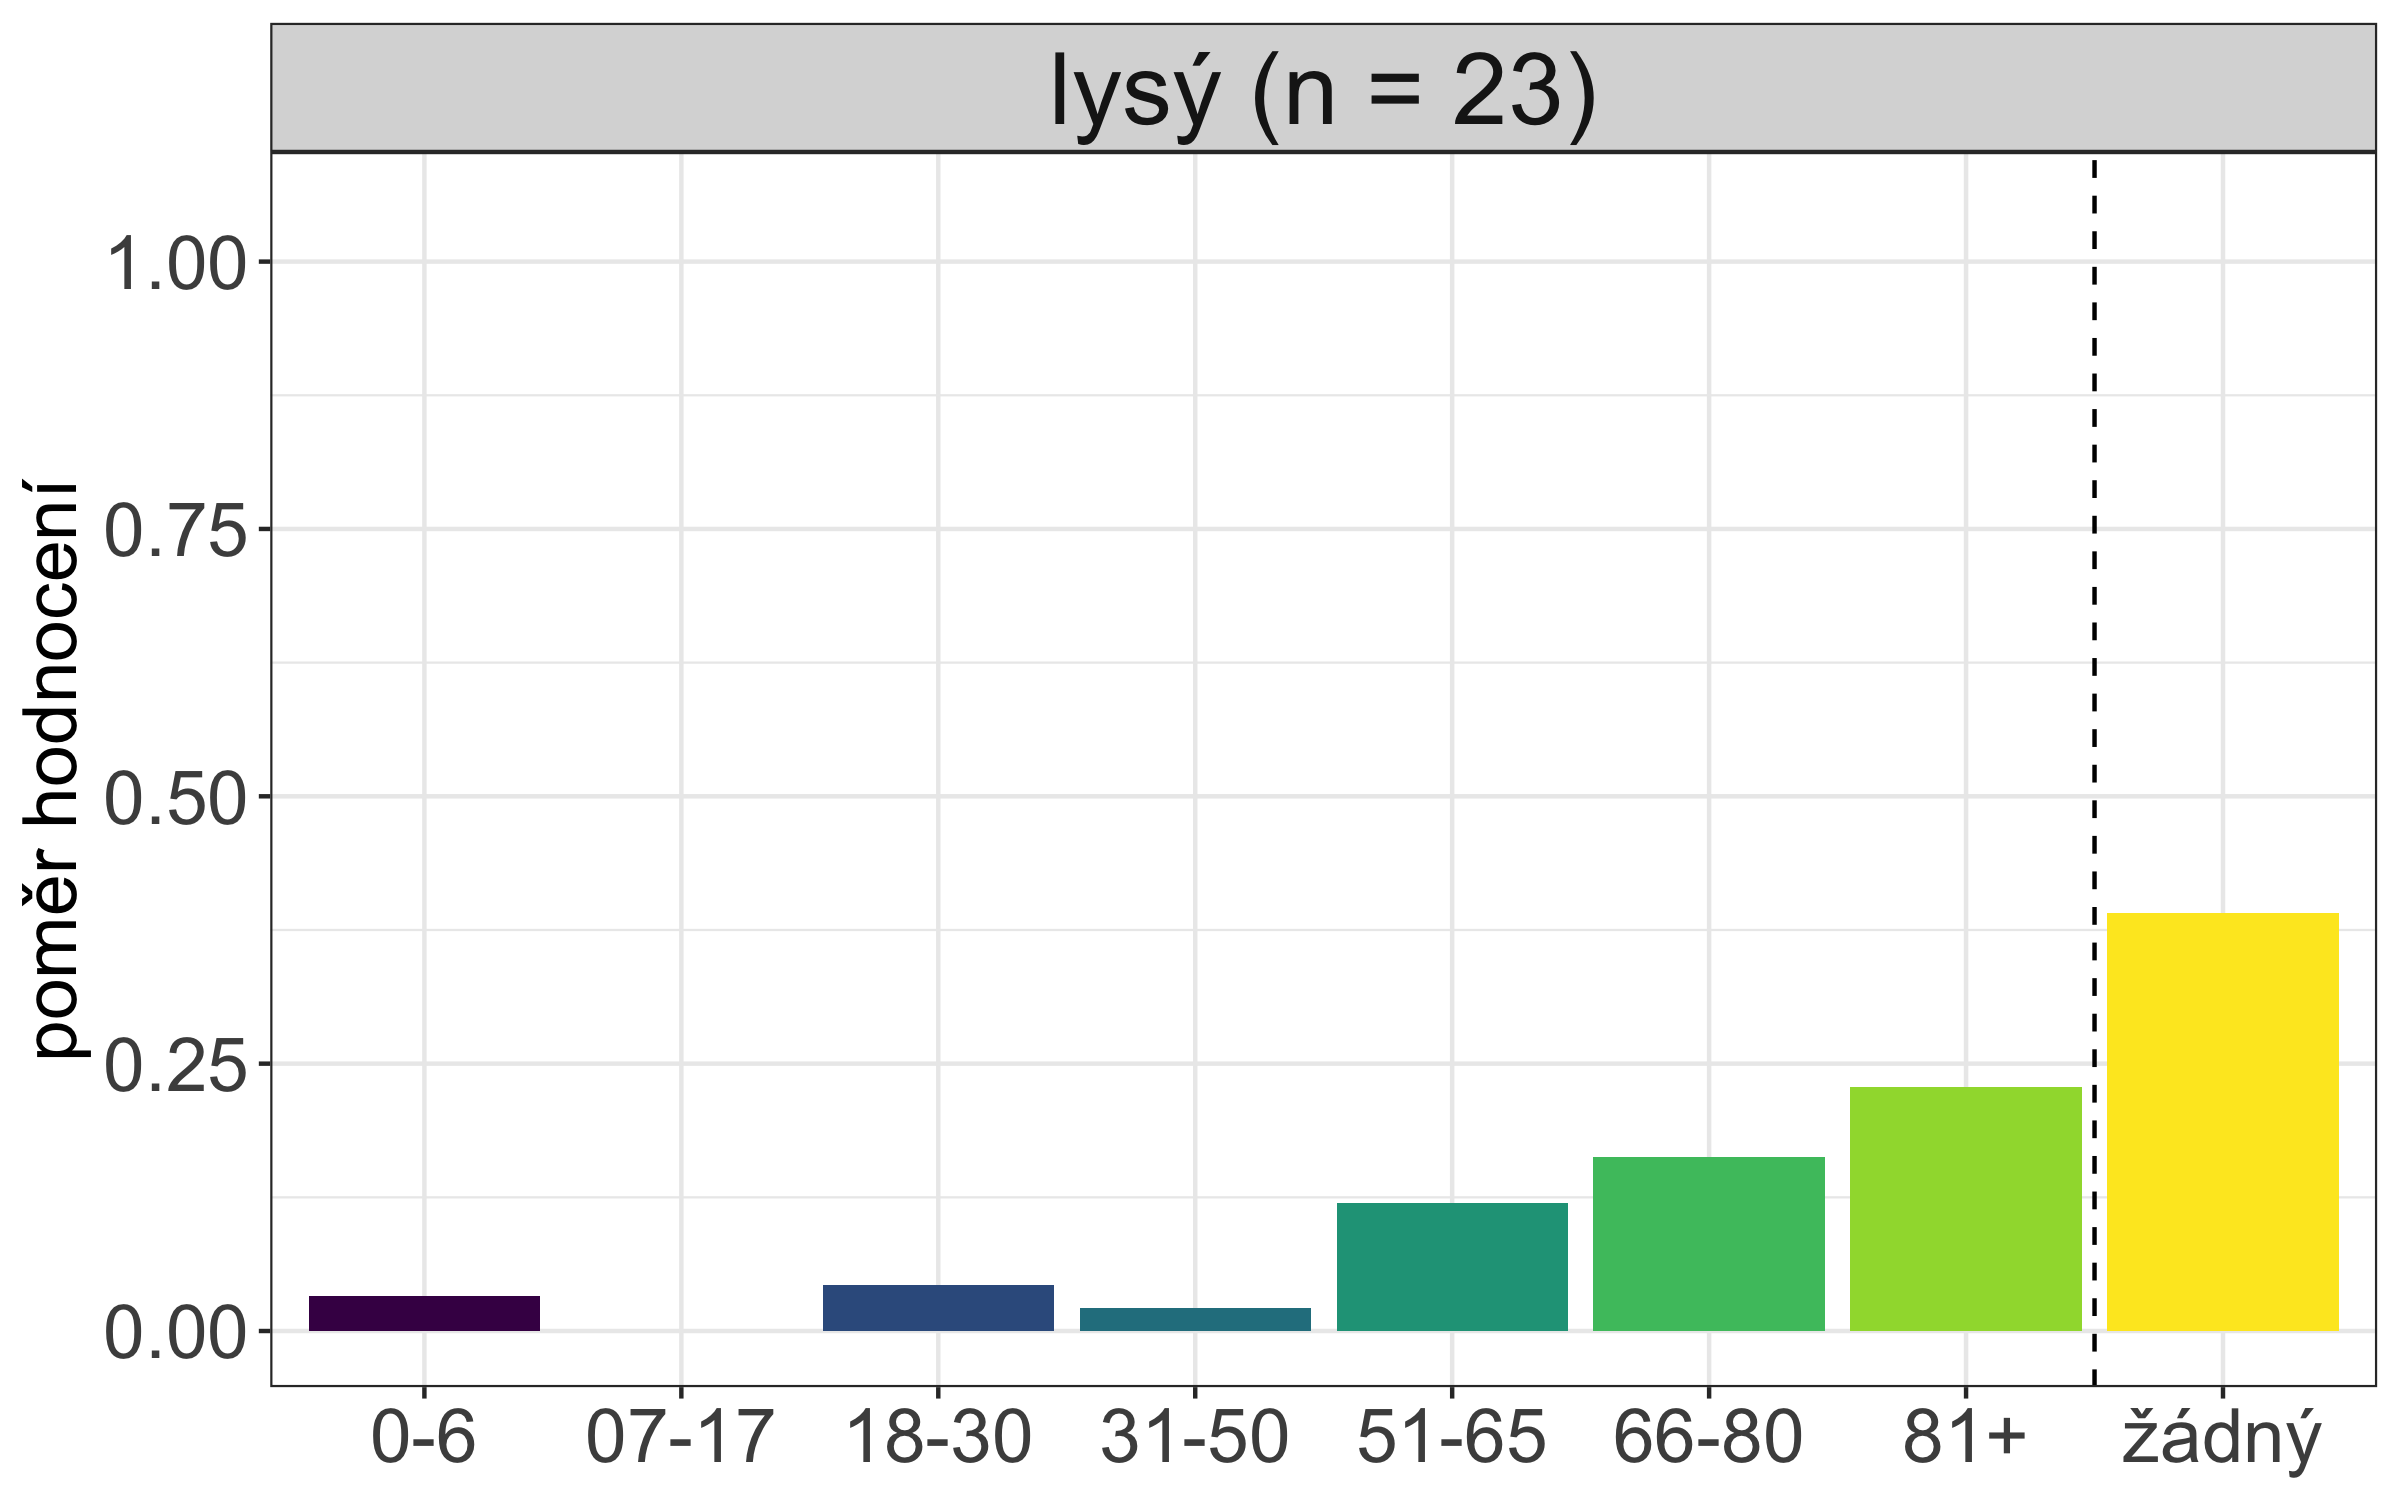 lysý (n = 23)
poměr hodnocení
1.00
0.75
0.50
0.25
0.00
0-6 07-17 18-30 31-50 51-65 66-80 81+ žádný